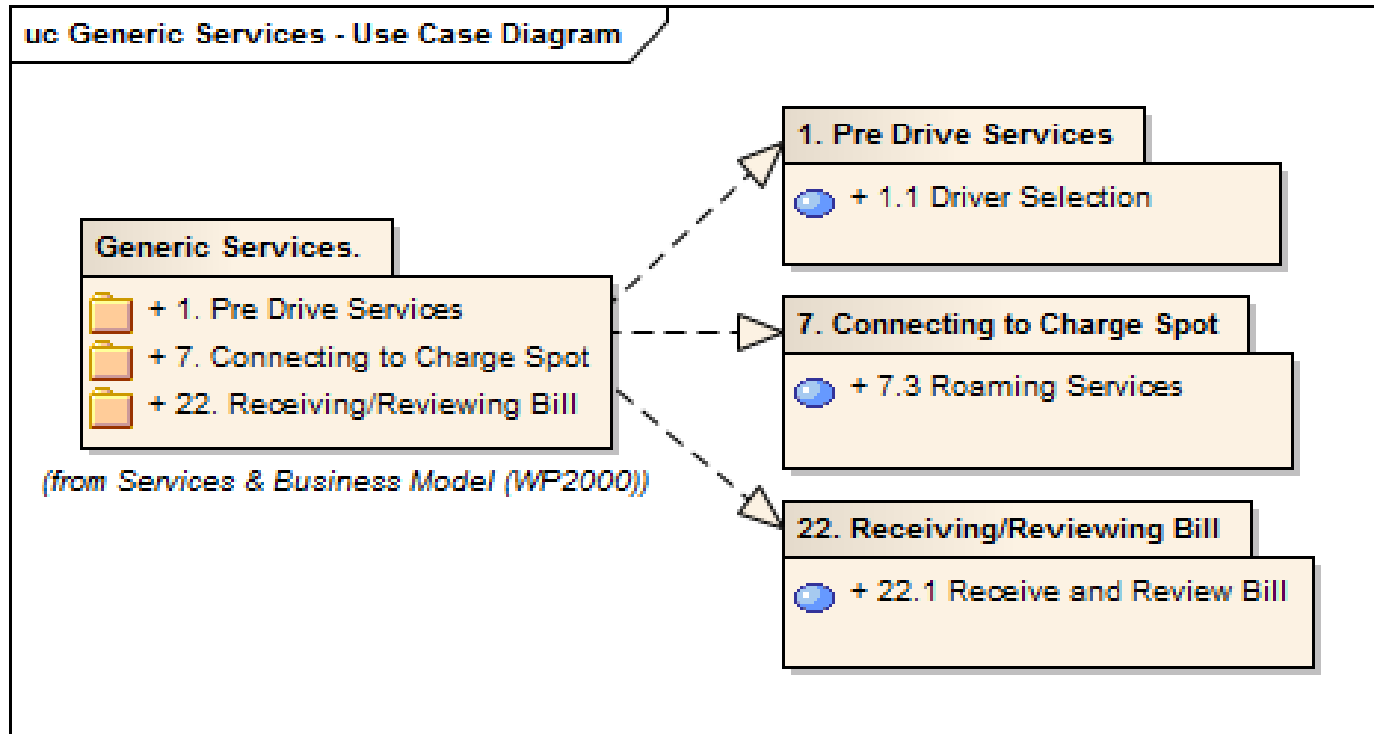 uc Generic Services - Use Case Diagram
Generic Services.
+ 1. Pre Drive Services
+ 7. Connecting to Charge Spot
+ 22. Receiving/Reviewing Bill
(from Services & Business Model (WP2000))
1. Pre Drive Services
+ 1.1 Driver Selection
7. Connecting to Charge Spot
+ 7.3 Roaming Services
22. Receiving/Reviewing Bill
+ 22.1 Receive and Review Bill